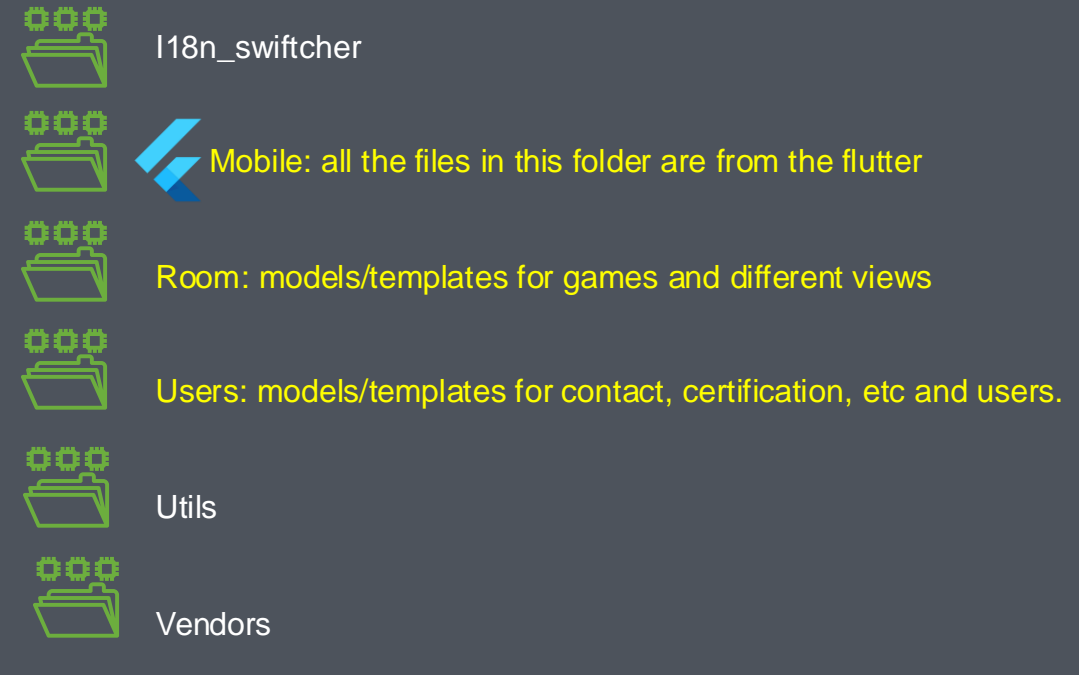 I18n_swiftcher
Mobile: all the files in this folder are from the flutter
Room: models/templates for games and different views
Users: models/templates for contact, certification, etc and users.
Utils
Vendors